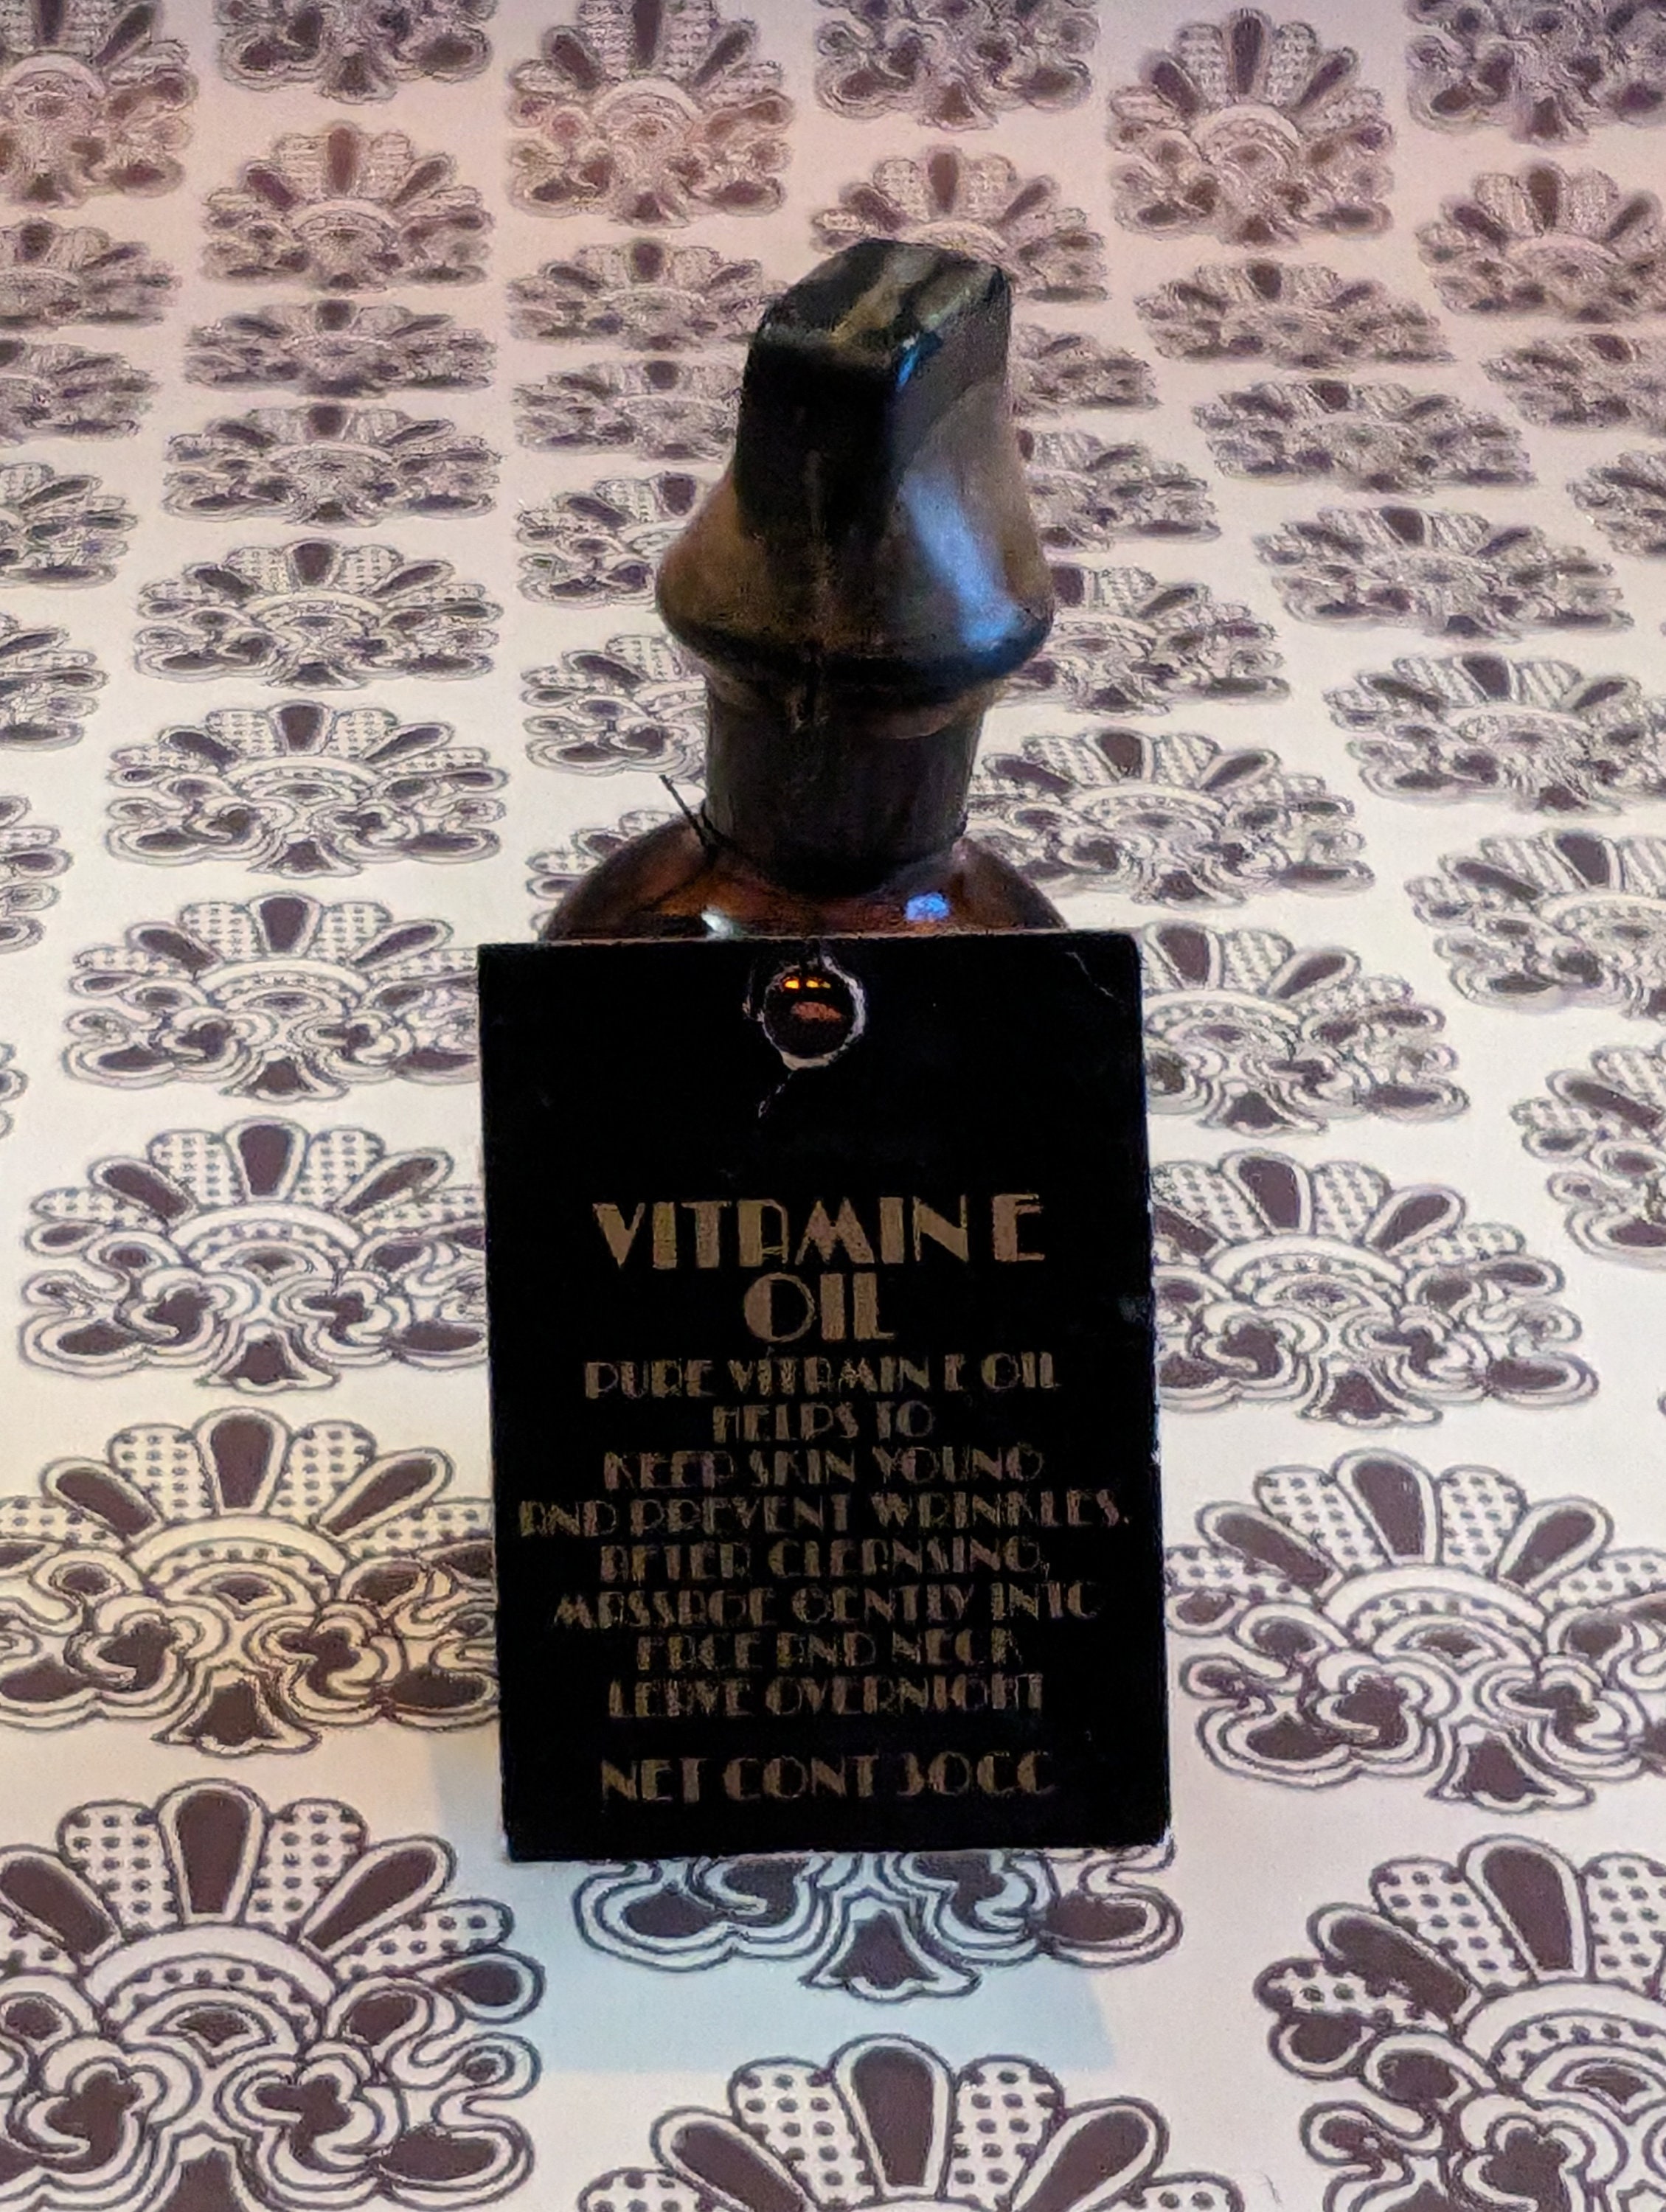 VITAMIN E
OIL
PURE VITAMIN E OIL
HELPS TO
KEEP SKIN YOUNG
AND PREVENT WRINKLES.
AFTER CLEANSING,
MASSAGE GENTLY INTO
FACE AND NECK
LEAVE OVERNIGHT
NET CONT 30CC